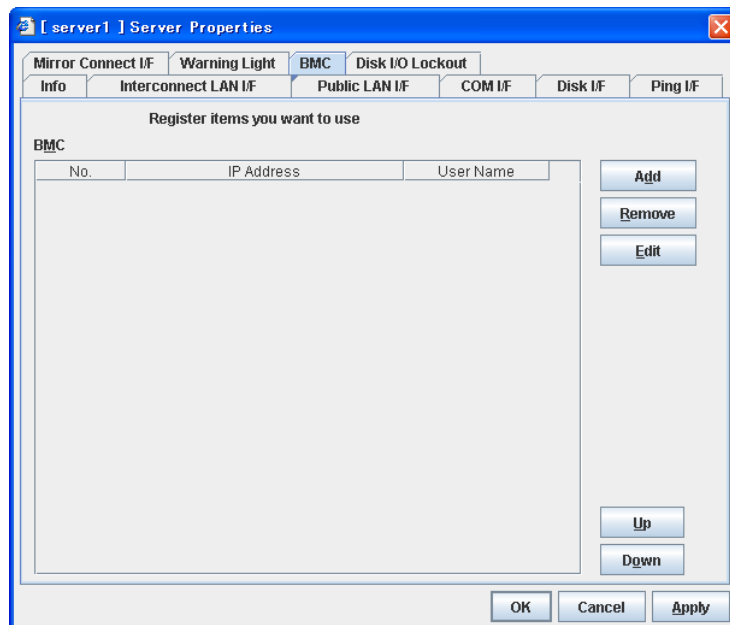 [ server1 ] Server Properties
Mirror Connect I/F Warning Light BMC Disk I/O Lockout
Info Interconnect LAN I/F Public LAN I/F COM I/F Disk I/F Ping I/F
Register items you want to use
BMC
No. IP Address User Name
Add
Remove
Edit
Up
Down
OK Cancel Apply